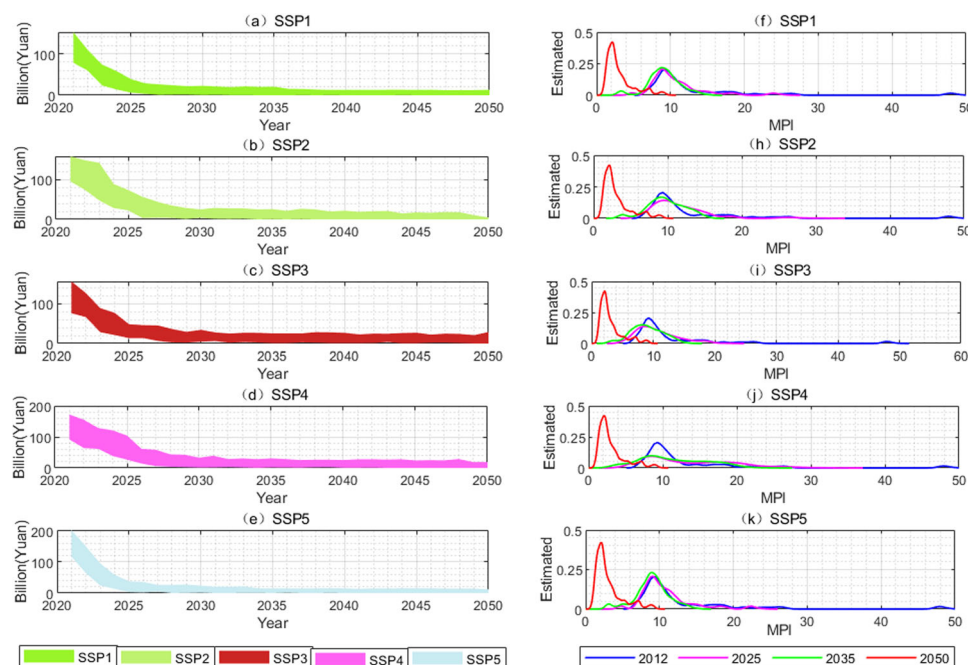 (a) SSP1
Billion(Yuan)
100
0
2020 2025 2030 2035 2040 2045 2050
Year
(b) SSP2
Billion(Yuan)
100
0
2020 2025 2030 2035 2040 2045 2050
Year
(c) SSP3
Billion(Yuan)
100
0
2020 2025 2030 2035 2040 2045 2050
Year
(d) SSP4
Billion(Yuan)
200
100
0
2020 2025 2030 2035 2040 2045 2050
Year
(e) SSP5
Billion(Yuan)
200
100
0
2020 2025 2030 2035 2040 2045 2050
Year
SSP1 SSP2 SSP3 SSP4 SSP5
(f) SSP1
Estimated
0.5
0.25
0
0 10 20 30 40 50
MPI
(h) SSP2
Estimated
0.5
0.25
0
0 10 20 30 40 50
MPI
(i) SSP3
Estimated
0.5
0.25
0
0 10 20 30 40 50 60
MPI
(j) SSP4
Estimated
0.5
0.25
0
0 10 20 30 40 50
MPI
(k) SSP5
Estimated
0.5
0.25
0
0 10 20 30 40 50
MPI
2012 2025 2035 2050